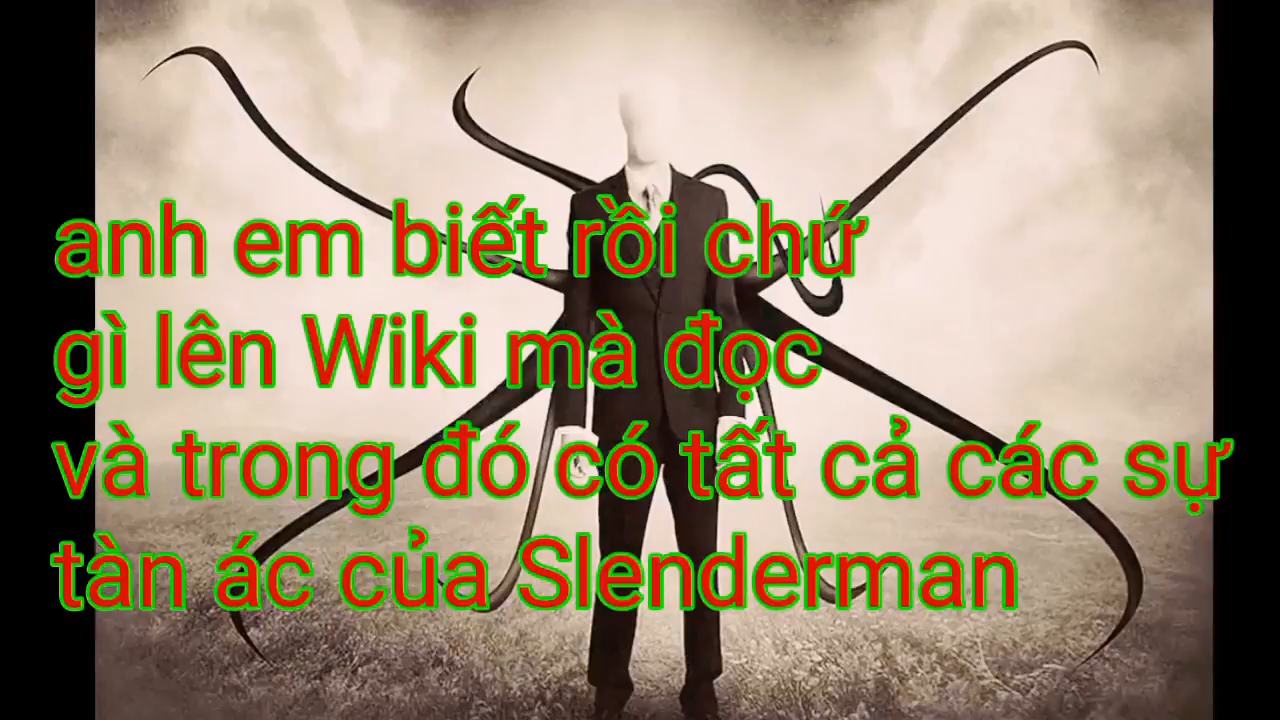 anh em biết rồi chứ
gì lên Wiki mà đọc
và trong đó có tất cả các sự
tàn ác của Slenderman